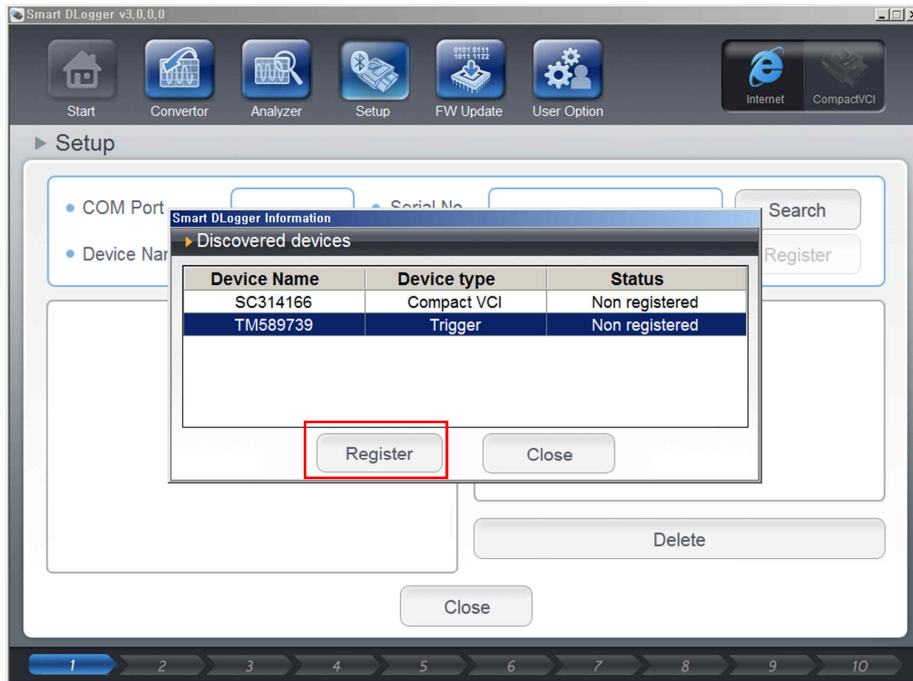 Smart DLogger v3,0,0,0
0101 0111
1011 1122
Start Convertor Analyzer Setup FW Update User Option Internet CompactVCI
Setup
COM Port Serial No Search
Smart DLogger Information
Discovered devices
Device Nar Register
Device Name Device type Status
SC314166 Compact VCI Non registered
TM589739 Trigger Non registered
Register Close
Delete
Close
1 2 3 4 5 6 7 8 9 10